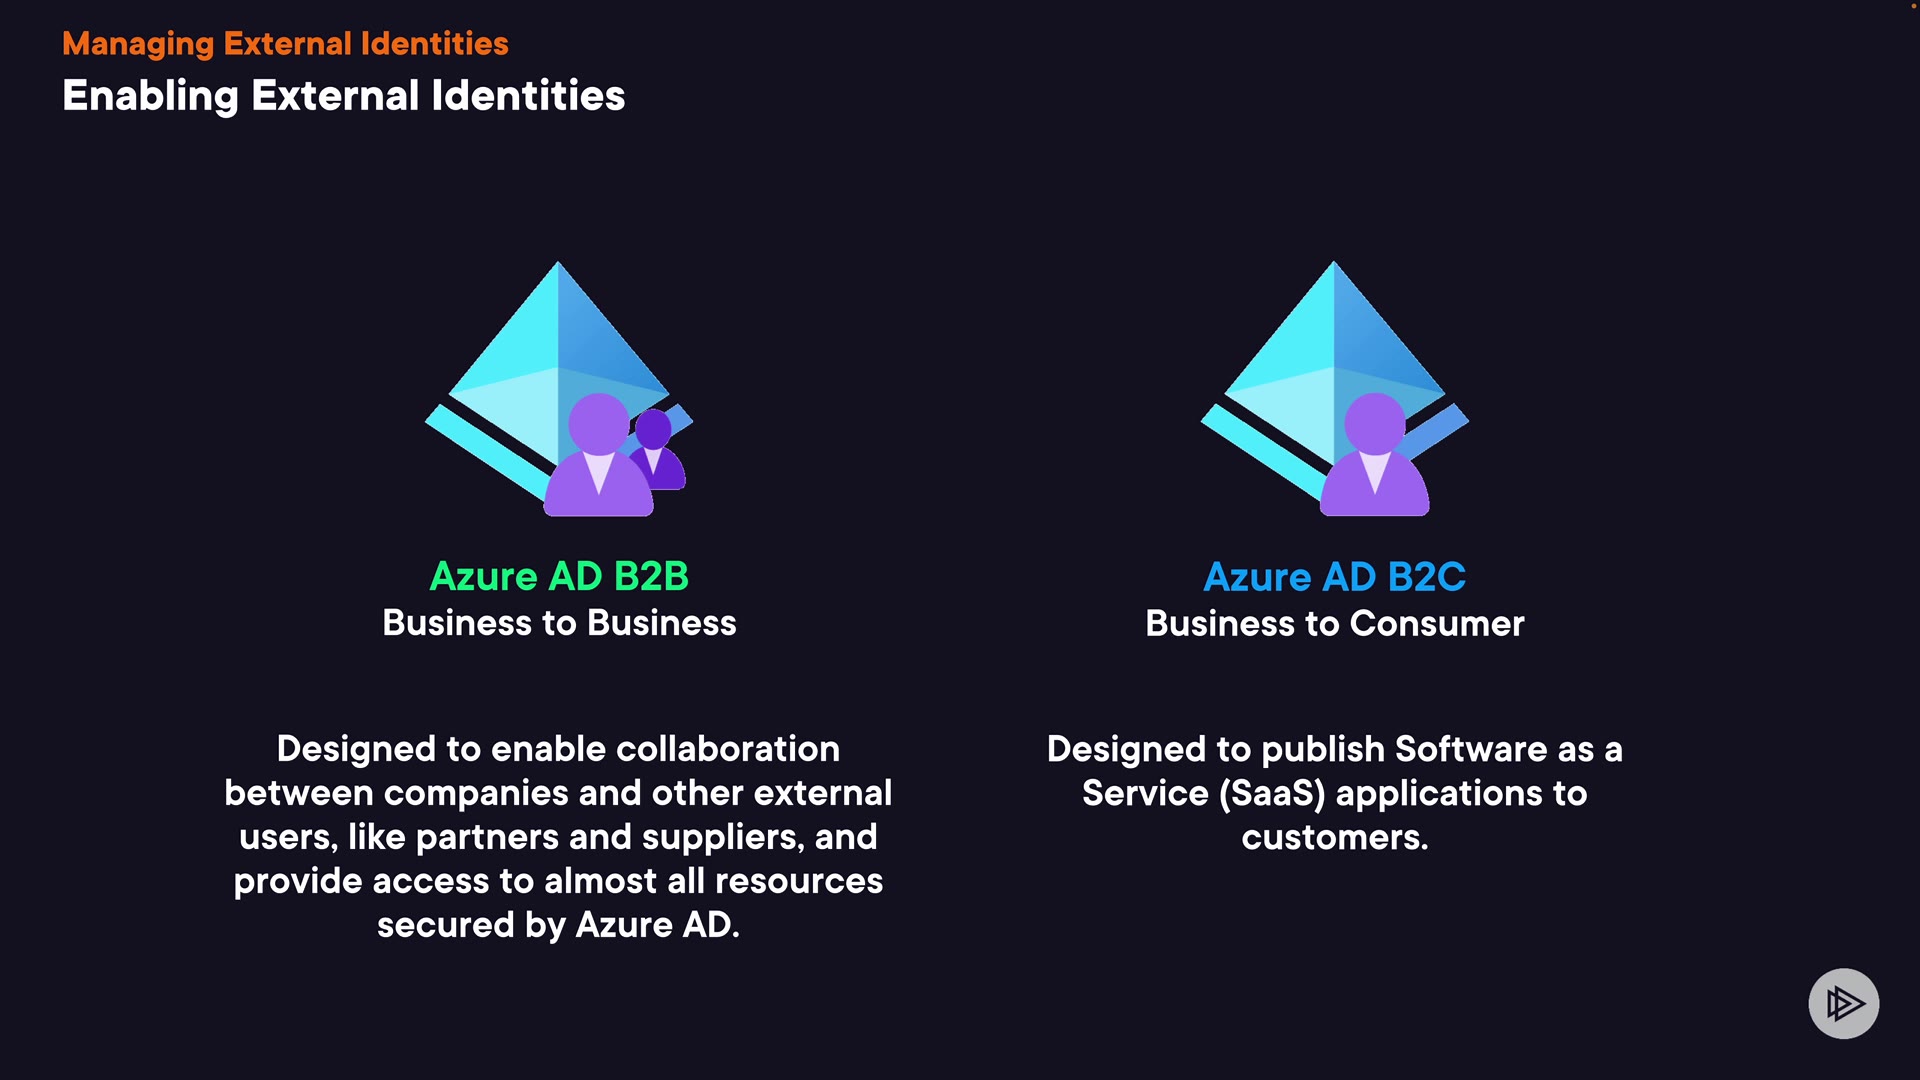 Managing External Identities
Enabling External Identities
Azure AD B2B
Business to Business
Designed to enable collaboration
between companies and other external
users, like partners and suppliers, and
provide access to almost all resources
secured by Azure AD.
Azure AD B2C
Business to Consumer
Designed to publish Software as a
Service (SaaS) applications to
customers.